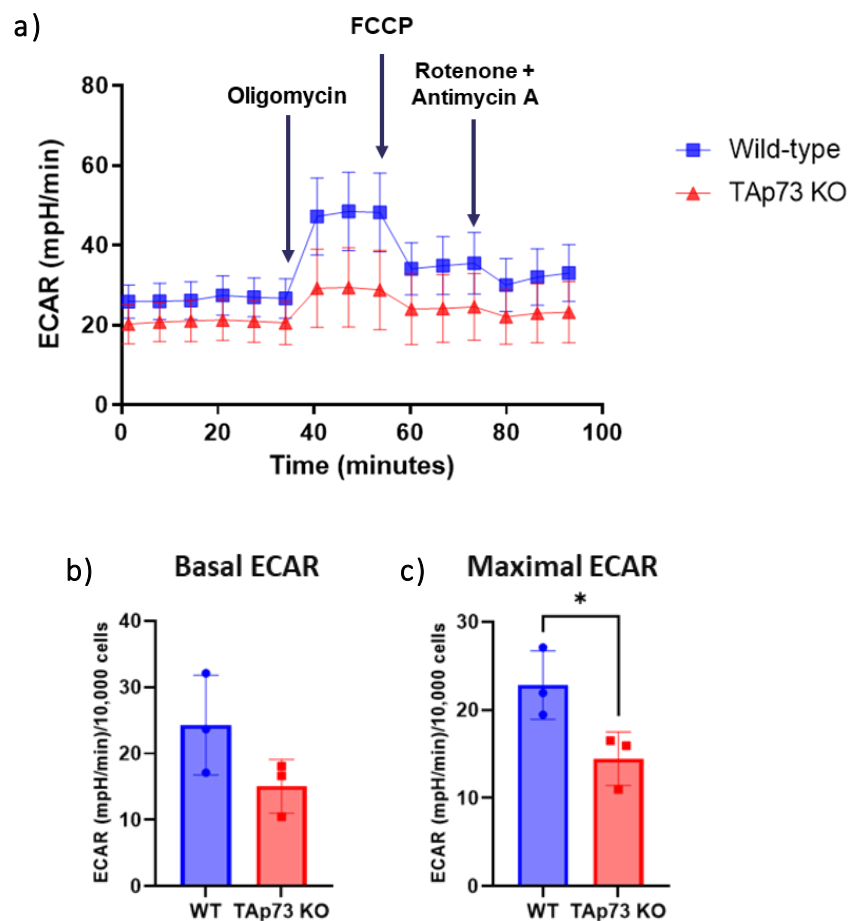 a)
FCCP
Oligomycin
Rotenone +
Antimycin A
80
60
40
20
0
ECAR (mpH/min)
0 20 40 60 80 100
Time (minutes)
Wild-type
TAp73 KO
b)
Basal ECAR
40
30
20
10
0
ECAR (mpH/min)/10,000 cells
WT TAp73 KO
c)
Maximal ECAR
*
30
20
10
0
ECAR (mpH/min)/10,000 cells
WT TAp73 KO